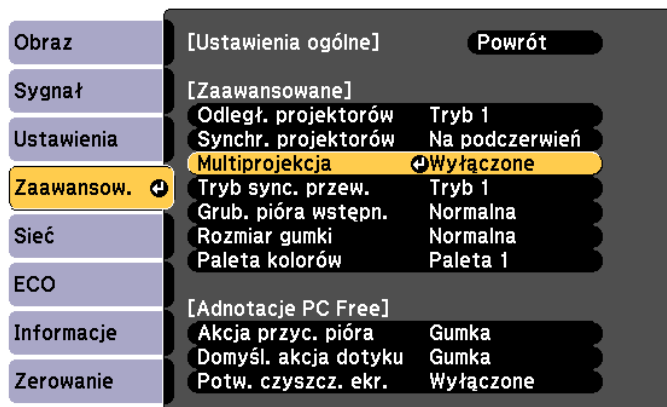 Obraz
Sygnał
Ustawienia
Zaawansow.
Sieć
ECO
Informacje
Zerowanie
[Ustawienia ogólne] Powrót
[Zaawansowane]
Odległ. projektorów Tryb 1
Synchr. projektorów Na podczerwień
Multiprojekcja Wyłączone
Tryb sync. przew. Tryb 1
Grub. pióra wstępn. Normalna
Rozmiar gumki Normalna
Paleta kolorów Paleta 1
[Adnotacje PC Free]
Akcja przyc. pióra Gumka
Domyśl. akcja dotyku Gumka
Potw. czyszcz. ekr. Wyłączone